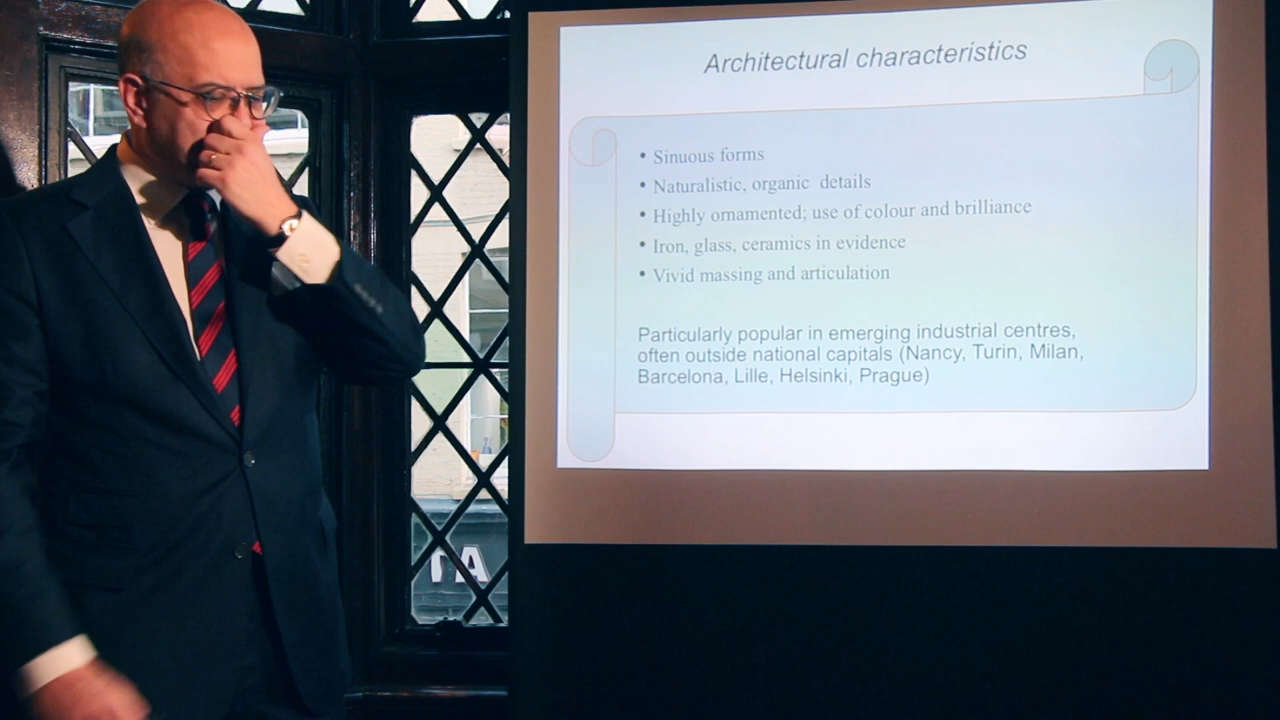 Architectural characteristics
• Sinuous forms
• Naturalistic, organic details
• Highly ornamented; use of colour and brilliance
• Iron, glass, ceramics in evidence
• Vivid massing and articulation
Particularly popular in emerging industrial centres,
often outside national capitals (Nancy, Turin, Milan,
Barcelona, Lille, Helsinki, Prague)